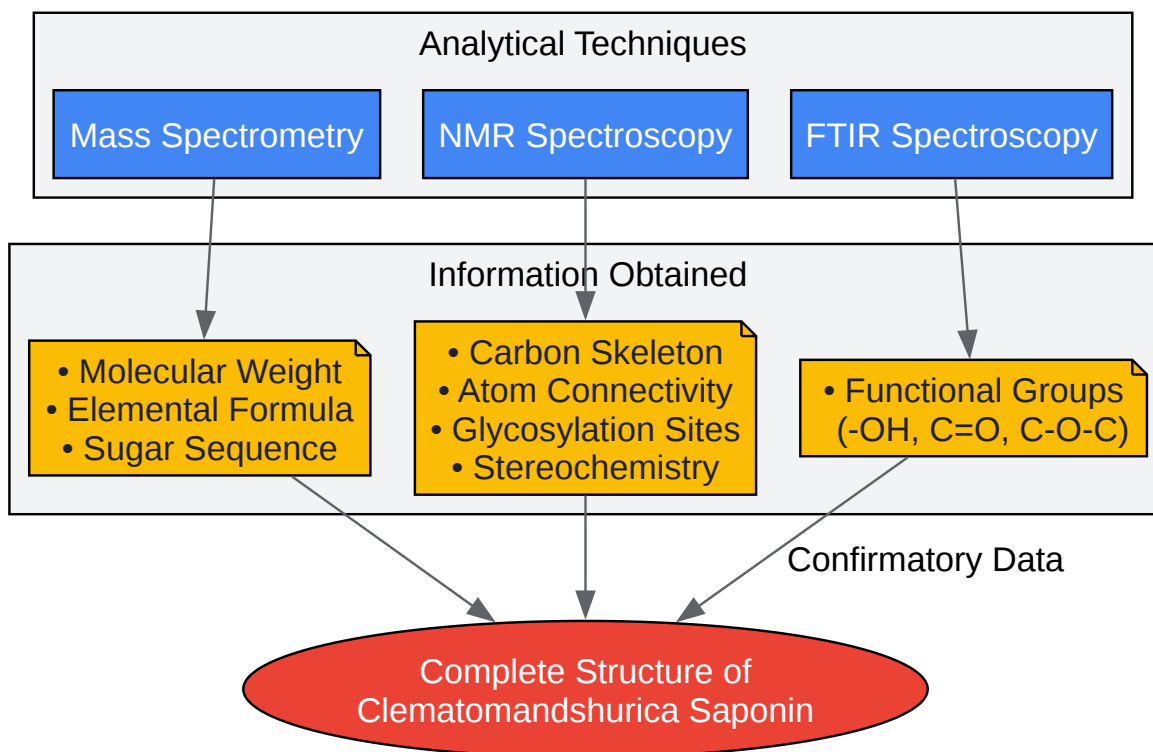 Analytical Techniques
Mass Spectrometry
NMR Spectroscopy
FTIR Spectroscopy
Information Obtained
• Molecular Weight
• Elemental Formula
• Sugar Sequence
• Carbon Skeleton
• Atom Connectivity
• Glycosylation Sites
• Stereochemistry
• Functional Groups
(-OH, C=O, C-O-C)
Confirmatory Data
Complete Structure of
Clematomandshurica Saponin